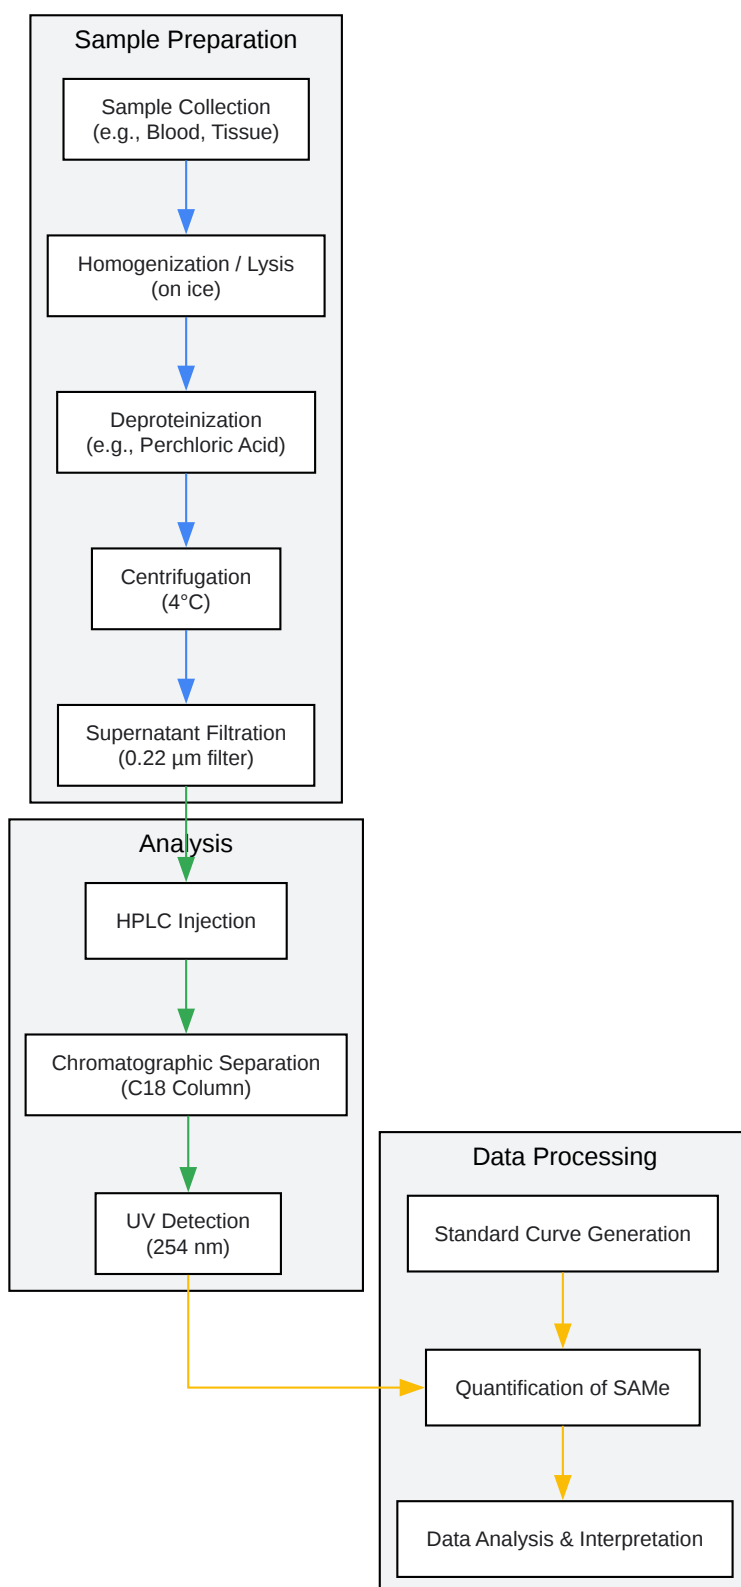 Sample Preparation
Sample Collection
(e.g., Blood, Tissue)
Homogenization / Lysis
(on ice)
Deproteinization
(e.g., Perchloric Acid)
Centrifugation
(4°C)
Supernatant Filtration
(0.22 µm filter)
Analysis
HPLC Injection
Chromatographic Separation
(C18 Column)
UV Detection
(254 nm)
Data Processing
Standard Curve Generation
Quantification of SAMe
Data Analysis & Interpretation